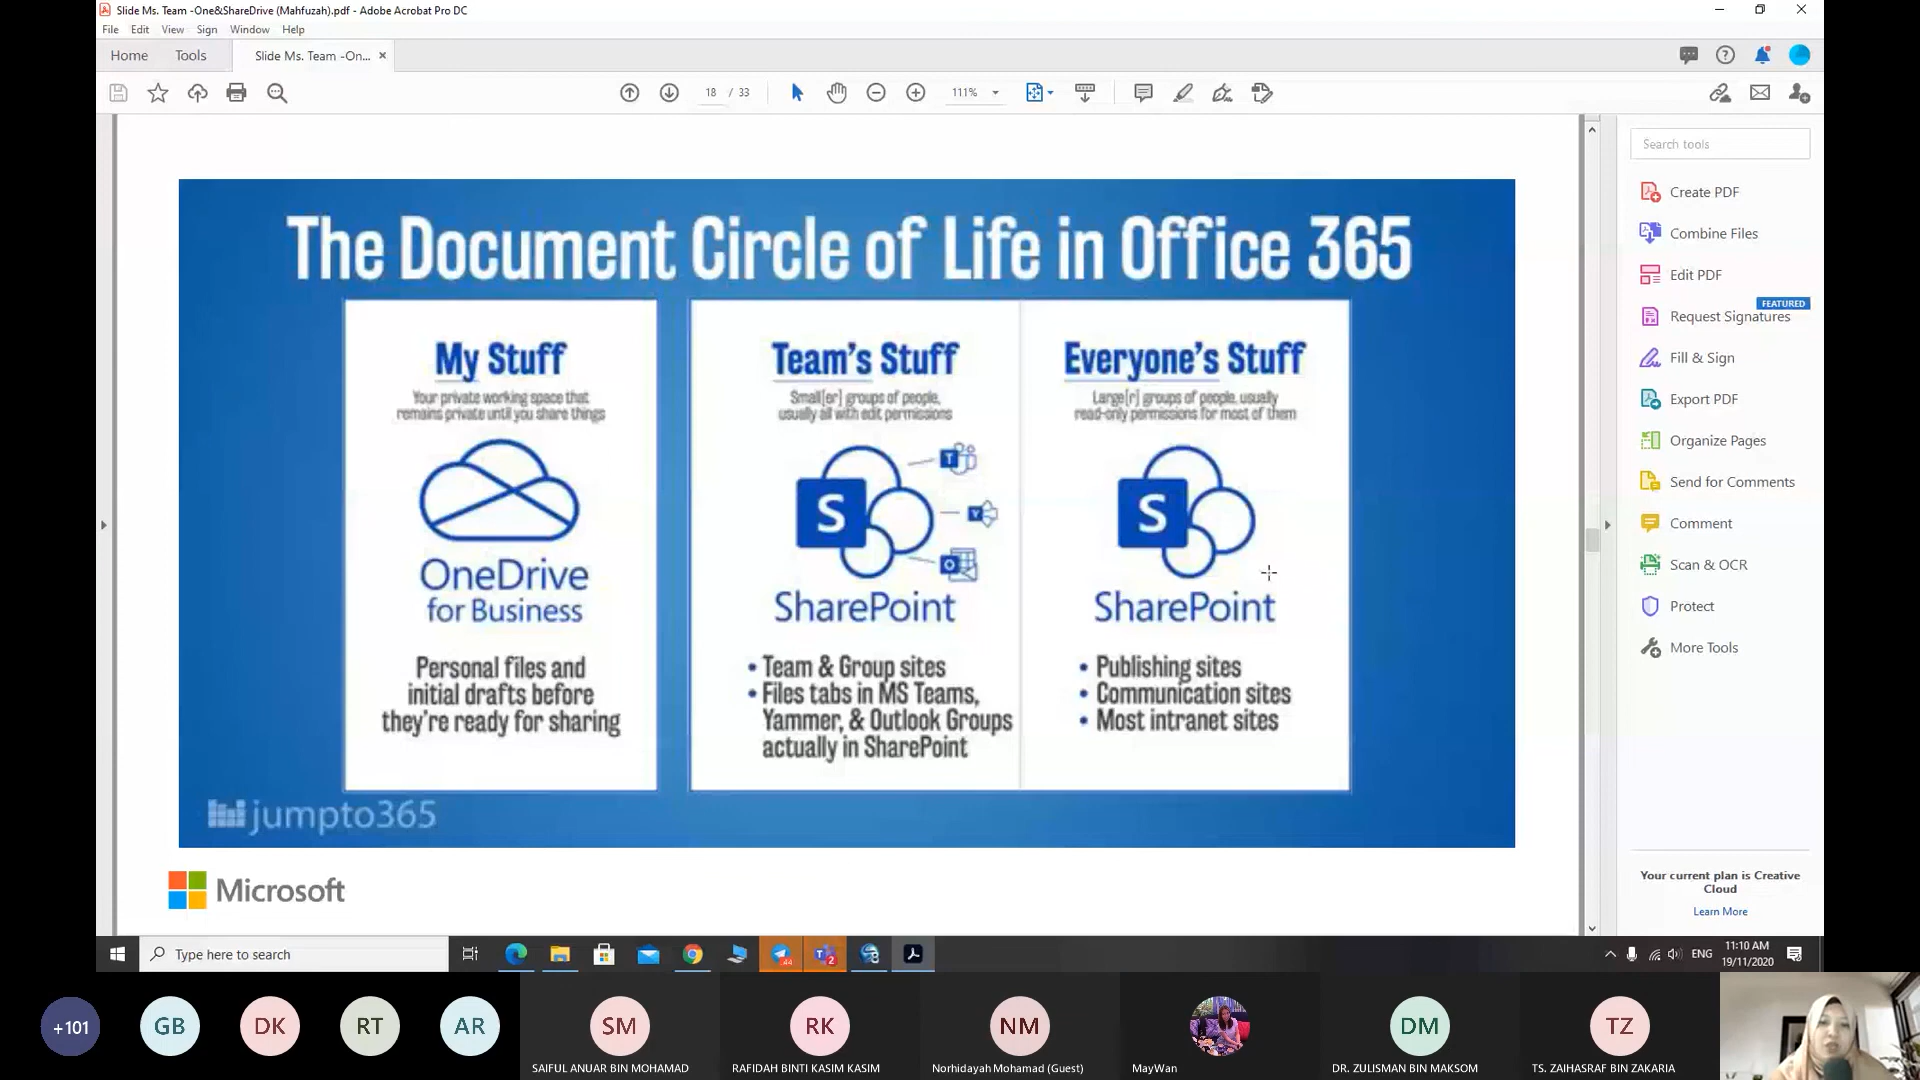 Slide Ms. Team -One&ShareDrive (Mahfuzah).pdf - Adobe Acrobat Pro DC
File Edit View Sign Window Help
Home Tools Slide Ms. Team -On... ×
18 / 33 111%
Search tools
Create PDF
Combine Files
Edit PDF
FEATURED
Request Signatures
Fill & Sign
Export PDF
Organize Pages
Send for Comments
Comment
Scan & OCR
Protect
More Tools
Your current plan is Creative
Cloud
Learn More
The Document Circle of Life in Office 365
My Stuff
Your private working space that
remains private until you share things
OneDrive
for Business
Personal files and
initial drafts before
they're ready for sharing
Team's Stuff
Small[er] groups of people,
usually all with edit permissions
S
T
Y
O
SharePoint
• Team & Group sites
• Files tabs in MS Teams,
Yammer, & Outlook Groups
actually in SharePoint
Everyone's Stuff
Large[r] groups of people, usually
read-only permissions for most of them
S
SharePoint
• Publishing sites
• Communication sites
• Most intranet sites
jumpto365
Microsoft
Type here to search
44
2
ENG
11:10 AM
19/11/2020
+101 GB DK RT AR SM RK NM DM TZ
SAIFUL ANUAR BIN MOHAMAD RAFIDAH BINTI KASIM KASIM Norhidayah Mohamad (Guest) MayWan DR. ZULISMAN BIN MAKSOM TS. ZAIHASRAF BIN ZAKARIA